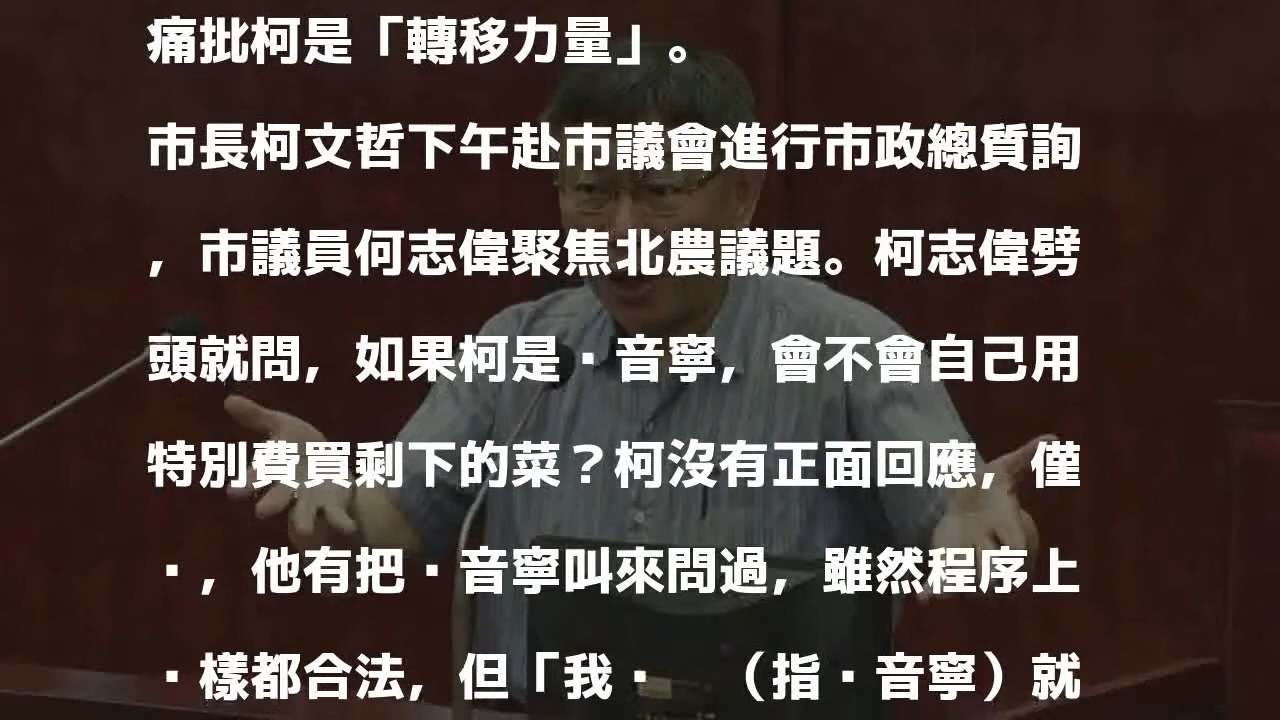 痛批柯是「轉移力量」。
市長柯文哲下午赴市議會進行市政總質詢
，市議員何志偉聚焦北農議題。柯志偉劈
頭就問，如果柯是▪音寧，會不會自己用
特別費買剩下的菜？柯沒有正面回應，僅
▪，他有把▪音寧叫來問過，雖然程序上
▪樣都合法，但「我▪　（指▪音寧）就